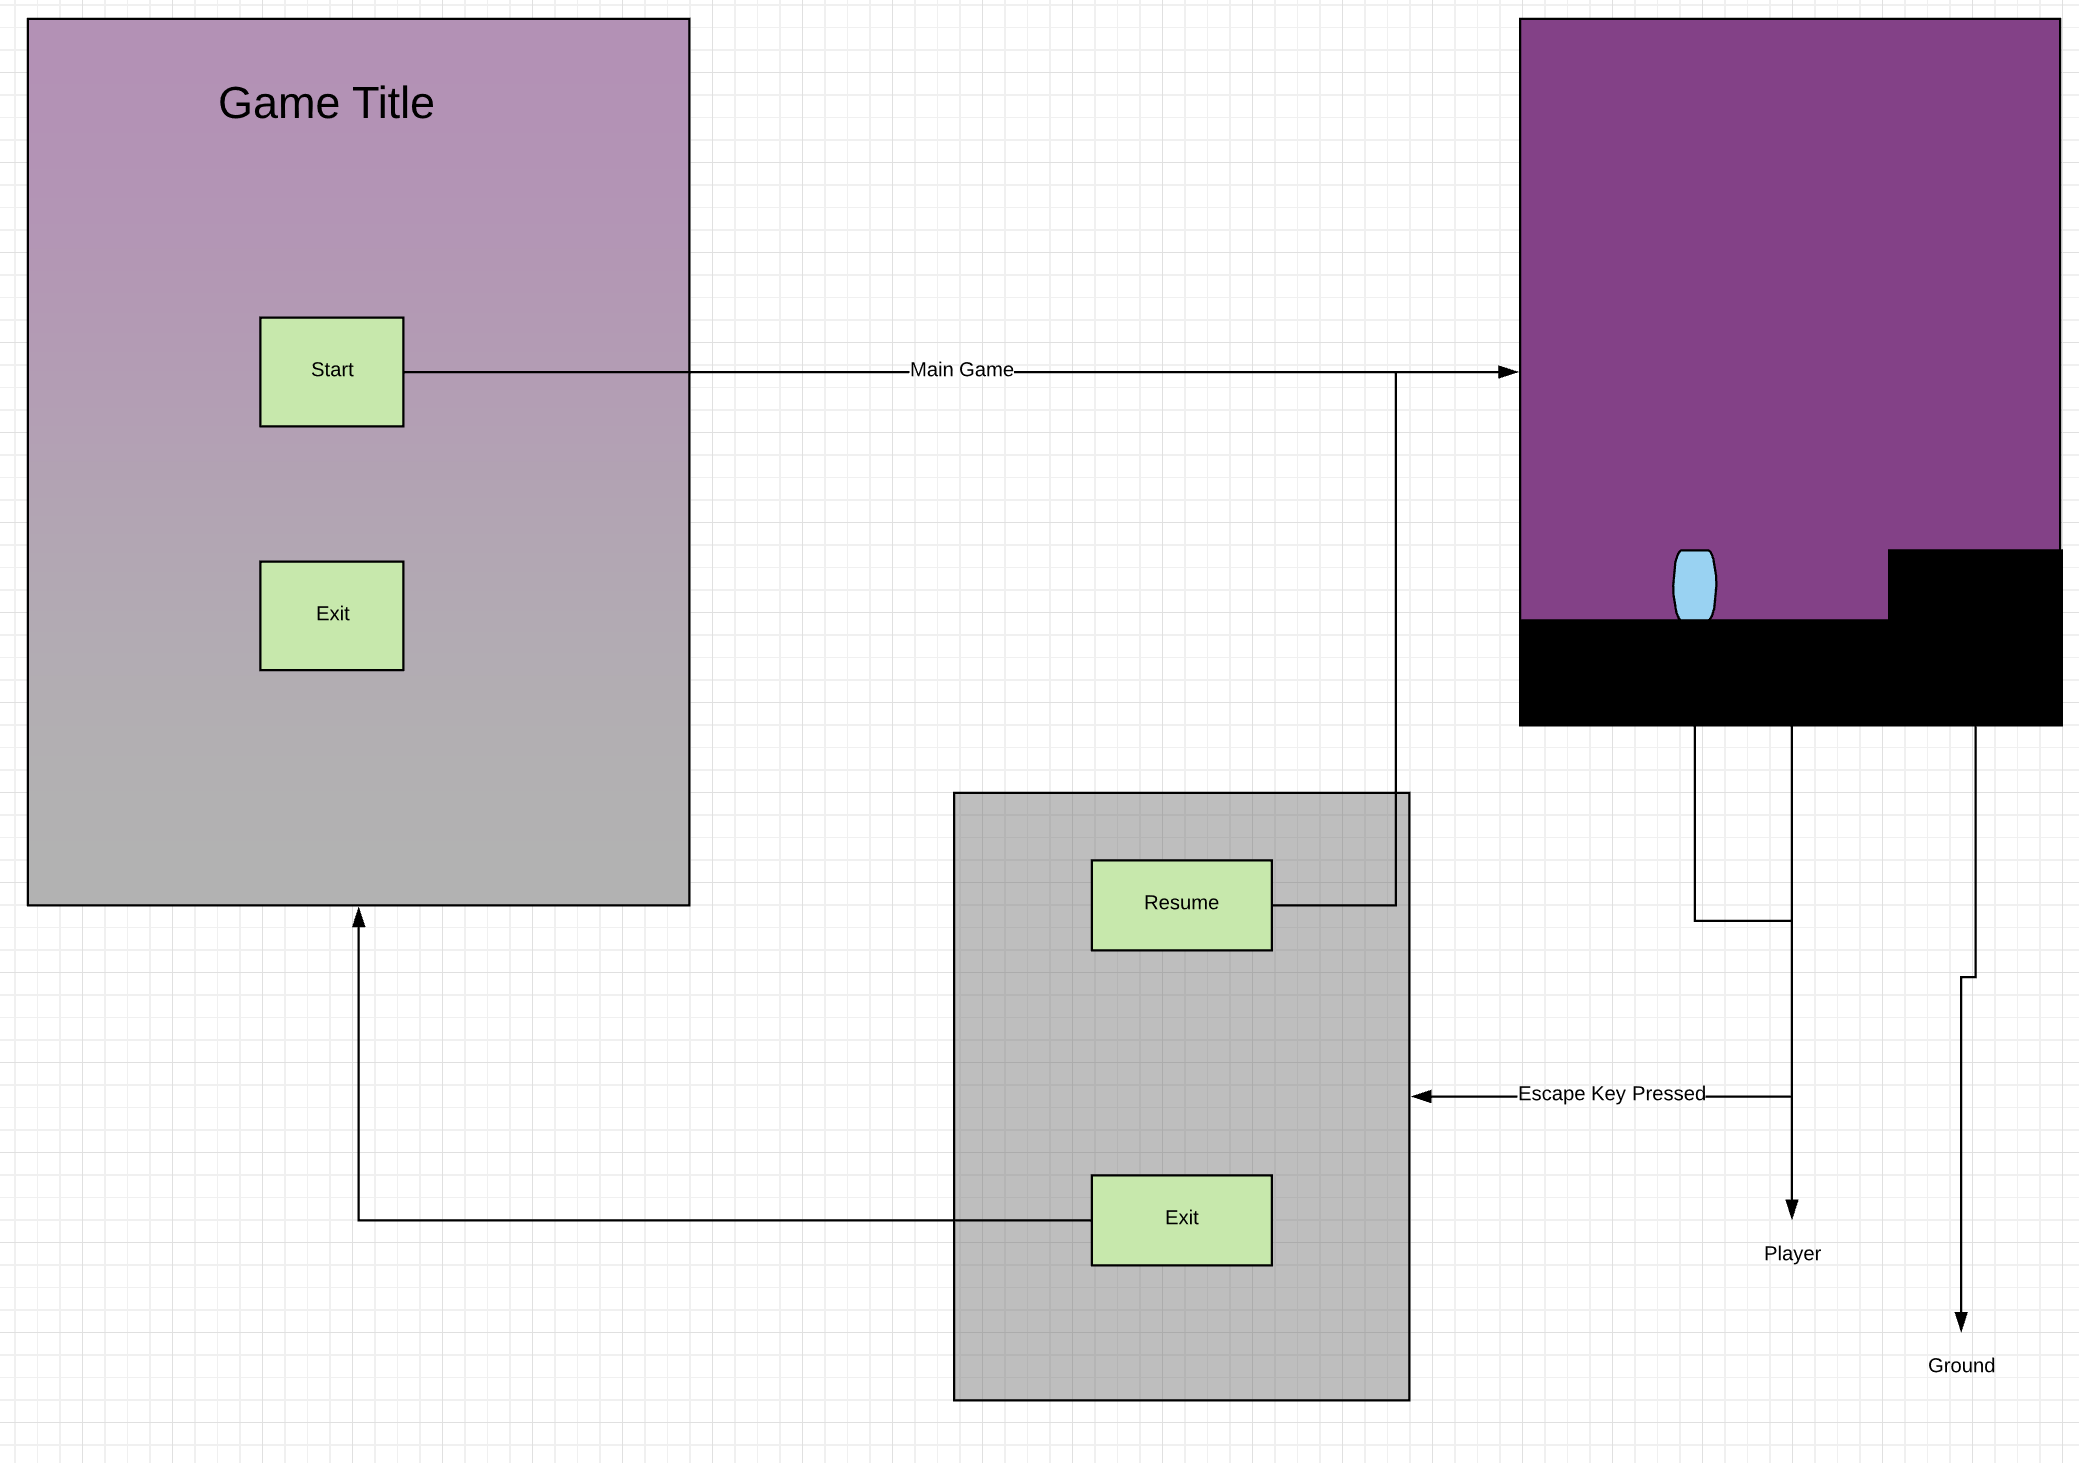 Game Title
Start
Main Game
Exit
Resume
Escape Key Pressed
Exit
Player
Ground